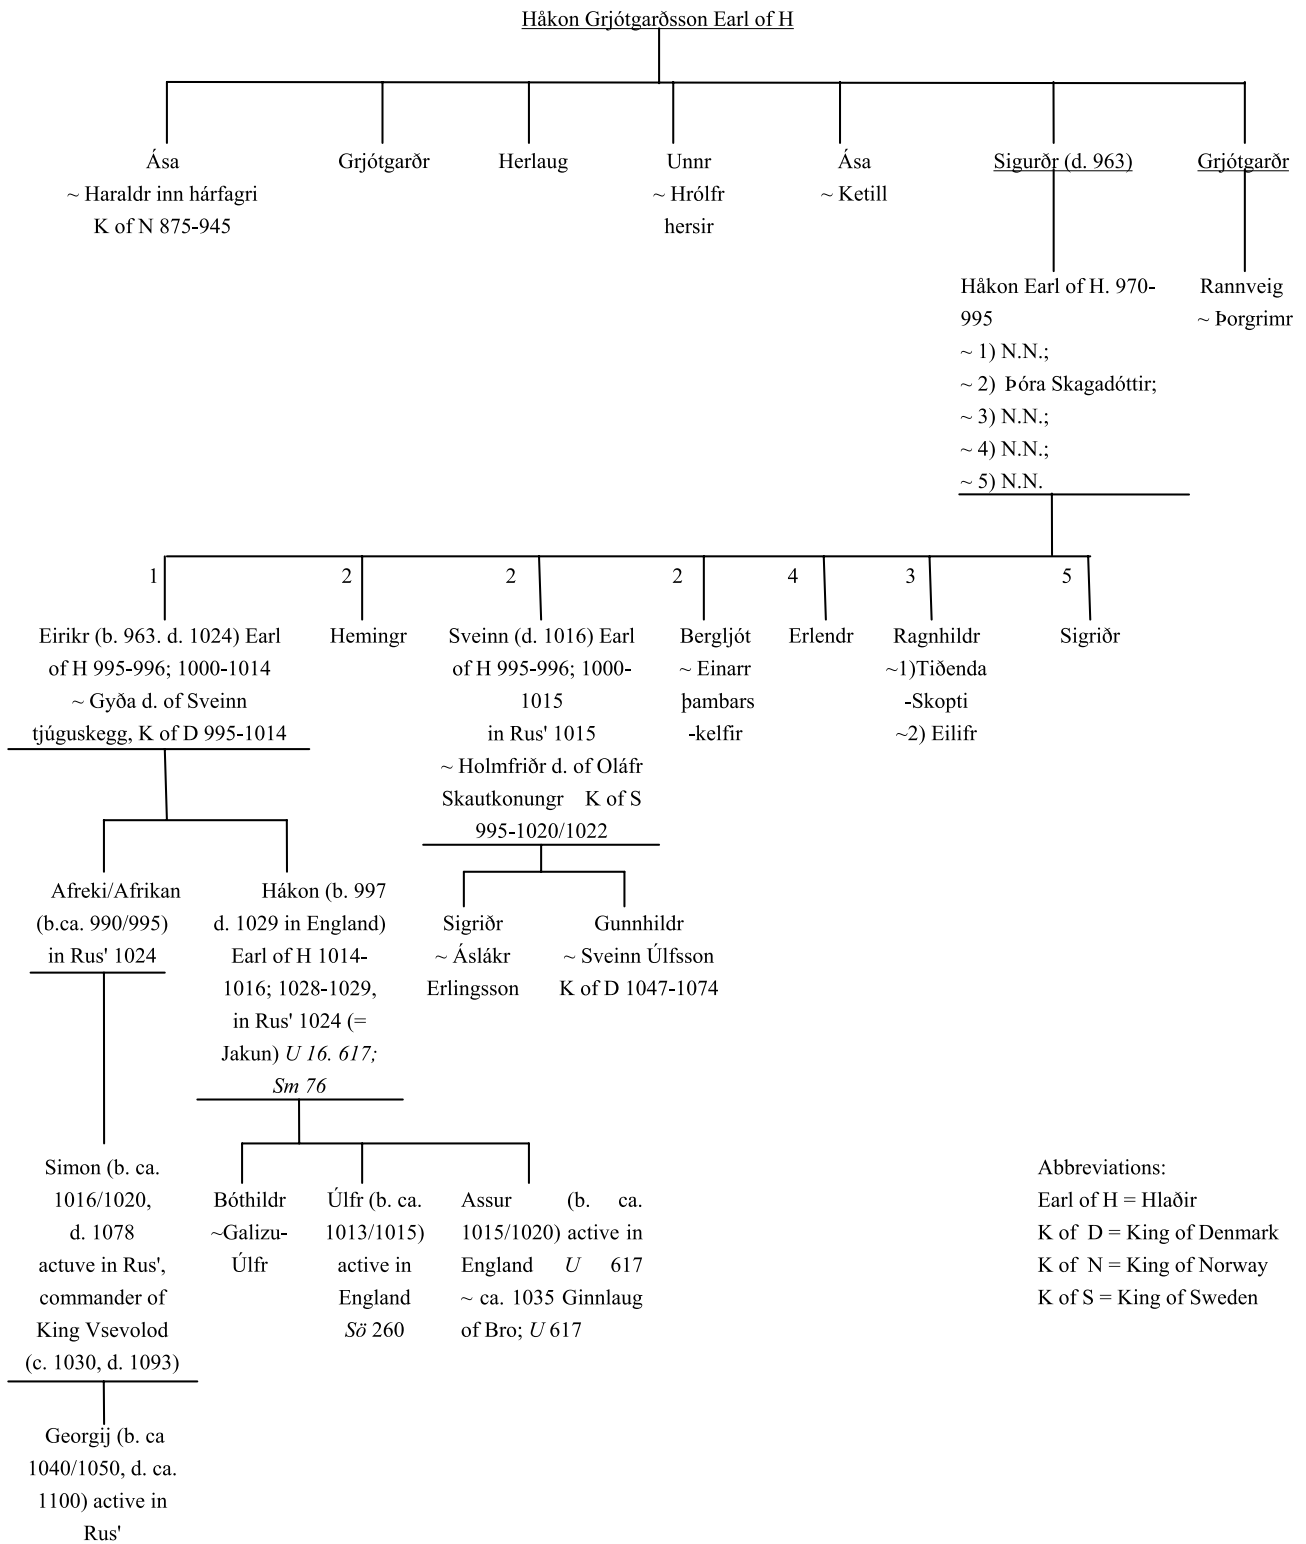 Håkon Grjótgarðsson Earl of H
Ása
~ Haraldr inn hárfagri
K of N 875-945
Grjótgarðr
Herlaug
Unnr
~ Hrólfr
hersir
Ása
~ Ketill
Sigurðr (d. 963)
Grjótgarðr
Håkon Earl of H. 970-
995
~ 1) N.N.;
~ 2) Þóra Skagadóttir;
~ 3) N.N.;
~ 4) N.N.;
~ 5) N.N.
Rannveig
~ Þorgrimr
1
2
2
2
4
3
5
Eirikr (b. 963. d. 1024) Earl
of H 995-996; 1000-1014
~ Gyða d. of Sveinn
tjúguskegg, K of D 995-1014
Hemingr
Sveinn (d. 1016) Earl
of H 995-996; 1000-
1015
in Rus' 1015
~ Holmfriðr d. of Oláfr
Skautkonungr K of S
995-1020/1022
Bergljót
~ Einarr
þambars
-kelfir
Erlendr
Ragnhildr
~1)Tiðenda
-Skopti
~2) Eilifr
Sigriðr
Afreki/Afrikan
(b.ca. 990/995)
in Rus' 1024
Hákon (b. 997
d. 1029 in England)
Earl of H 1014-
1016; 1028-1029,
in Rus' 1024 (=
Jakun) U 16. 617;
Sm 76
Sigriðr
~ Áslákr
Erlingsson
Gunnhildr
~ Sveinn Úlfsson
K of D 1047-1074
Simon (b. ca.
1016/1020,
d. 1078
actuve in Rus',
commander of
King Vsevolod
(c. 1030, d. 1093)
Bóthildr
~Galizu-
Úlfr
Úlfr (b. ca.
1013/1015)
active in
England
Sö 260
Assur (b. ca.
1015/1020) active in
England U 617
~ ca. 1035 Ginnlaug
of Bro; U 617
Abbreviations:
Earl of H = Hlaðir
K of D = King of Denmark
K of N = King of Norway
K of S = King of Sweden
Georgij (b. ca
1040/1050, d. ca.
1100) active in
Rus'